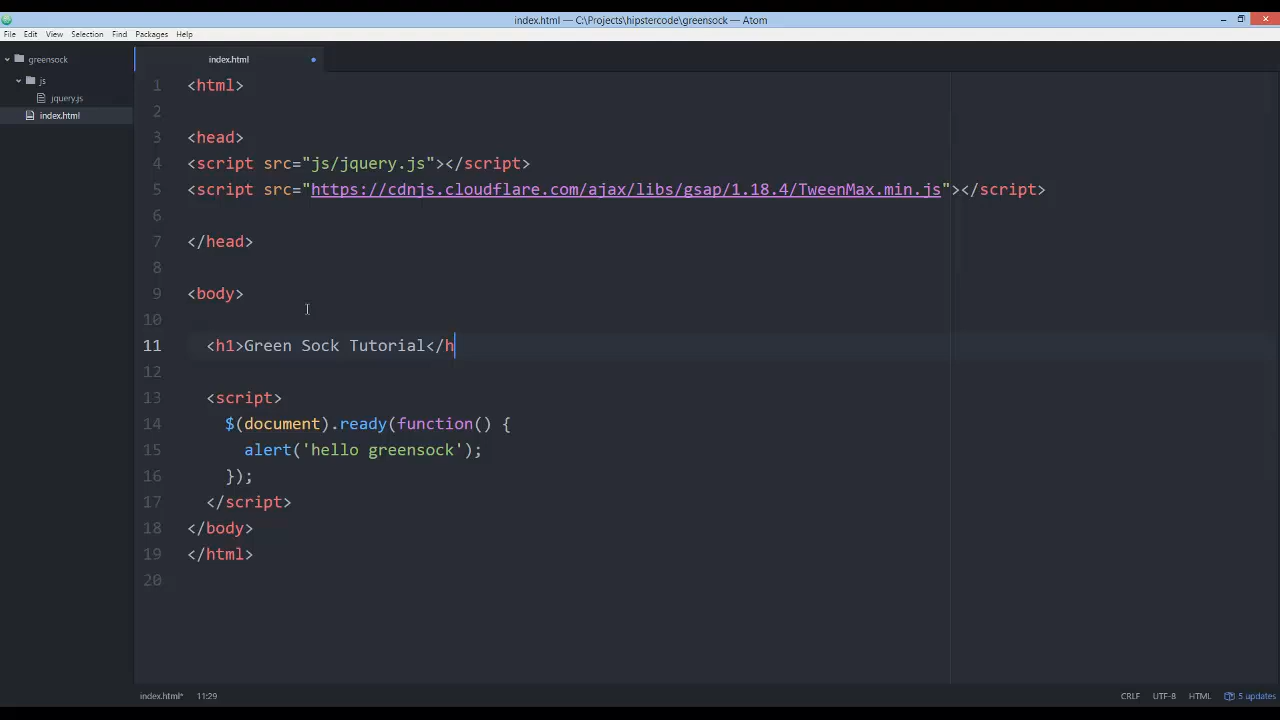 index.html — C:\Projects\hipstercode\greensock — Atom
File Edit View Selection Find Packages Help
greensock
js
jquery.js
index.html
index.html
1 <html>
2
3 <head>
4 <script src="js/jquery.js"></script>
5 <script src="https://cdnjs.cloudflare.com/ajax/libs/gsap/1.18.4/TweenMax.min.js"></script>
6
7 </head>
8
9 <body>
10
11 <h1>Green Sock Tutorial</h
12
13 <script>
14 $(document).ready(function() {
15 alert('hello greensock');
16 });
17 </script>
18 </body>
19 </html>
20
index.html* 11:29 CRLF UTF-8 HTML 5 updates